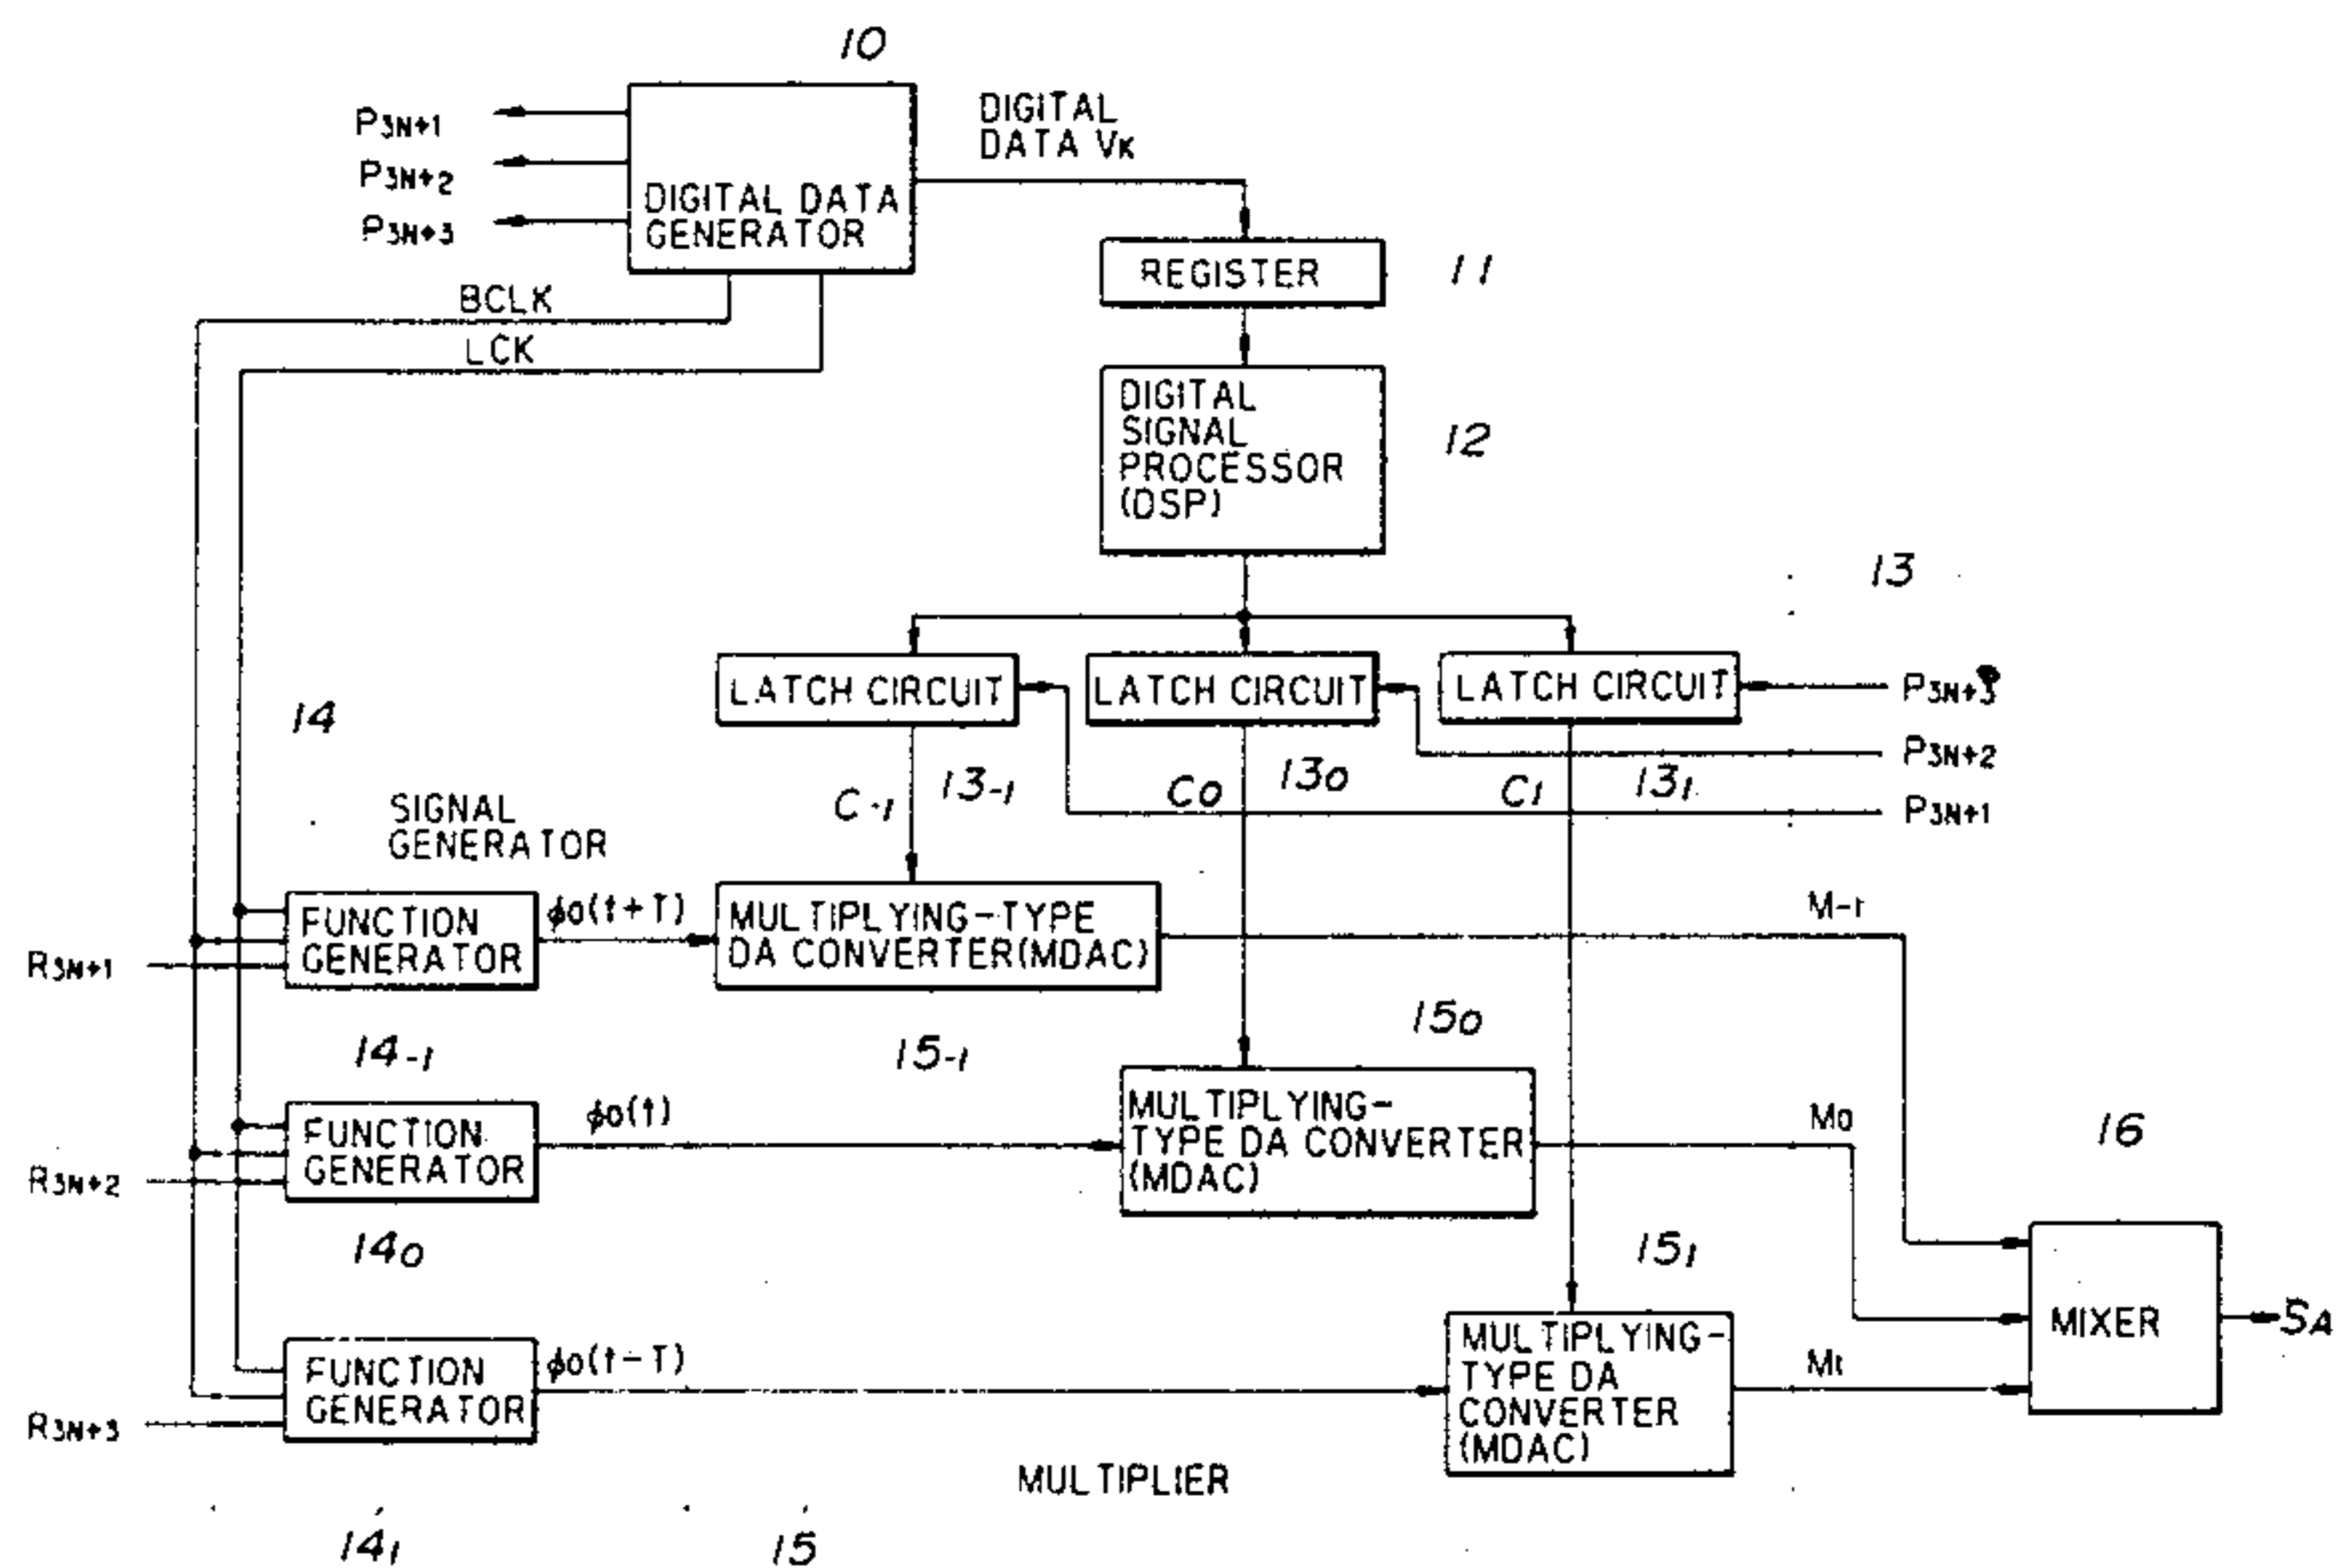 10
P3N+1
P3N+2
P3N+3
DIGITAL DATA
GENERATOR
DIGITAL
DATA VK
REGISTER
11
BCLK
LCK
DIGITAL
SIGNAL
PROCESSOR
(DSP)
12
13
LATCH CIRCUIT
LATCH CIRCUIT
LATCH CIRCUIT
P3N+3
P3N+2
P3N+1
C-1
13-1
C0
130
C1
131
14
SIGNAL
GENERATOR
R3N+1
FUNCTION
GENERATOR
ϕ0(t+T)
MULTIPLYING-TYPE
DA CONVERTER(MDAC)
M-1
14-1
15-1
150
R3N+2
FUNCTION
GENERATOR
ϕ0(t)
MULTIPLYING-
TYPE DA CONVERTER
(MDAC)
M0
16
140
151
R3N+3
FUNCTION
GENERATOR
ϕ0(t-T)
MULTIPLYING-
TYPE DA
CONVERTER
(MDAC)
M1
MIXER
SA
MULTIPLIER
141
15